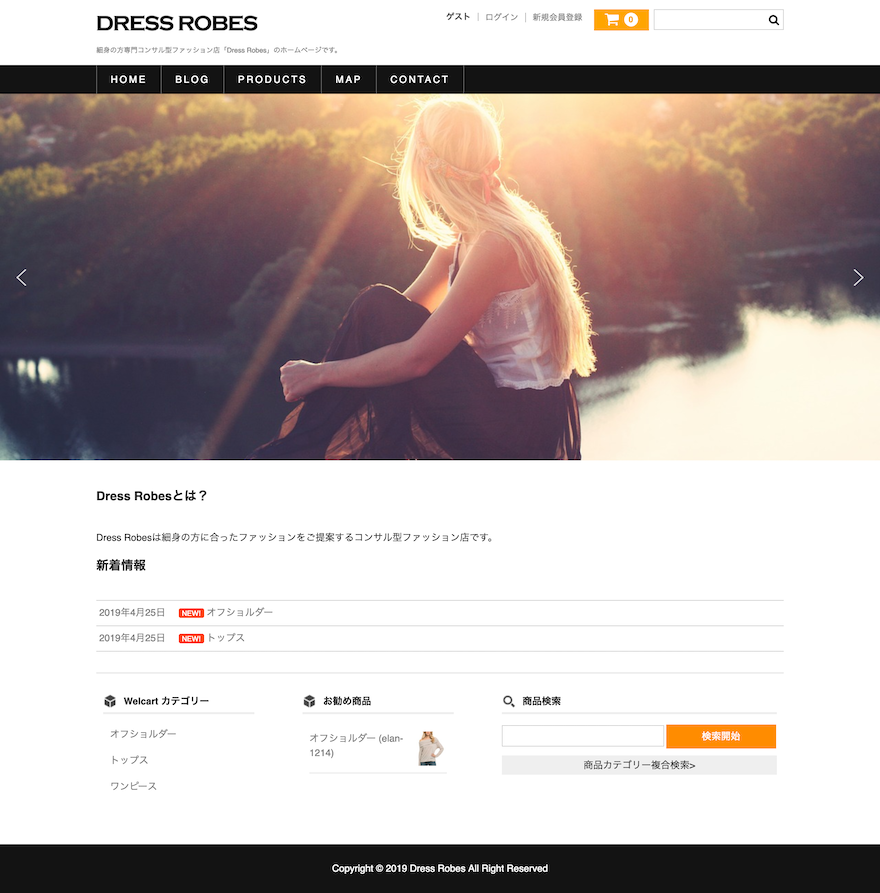 DRESS ROBES
ゲスト | ログイン | 新規会員登録
0
細身の方専門コンサル型ファッション店「Dress Robes」のホームページです。
HOME BLOG PRODUCTS MAP CONTACT
Dress Robesとは？
Dress Robesは細身の方に合ったファッションをご提案するコンサル型ファッション店です。
新着情報
2019年4月25日 NEW! オフショルダー
2019年4月25日 NEW! トップス
Welcart カテゴリー
オフショルダー
トップス
ワンピース
お勧め商品
オフショルダー (elan-
1214)
商品検索
検索開始
商品カテゴリー複合検索>
Copyright © 2019 Dress Robes All Right Reserved